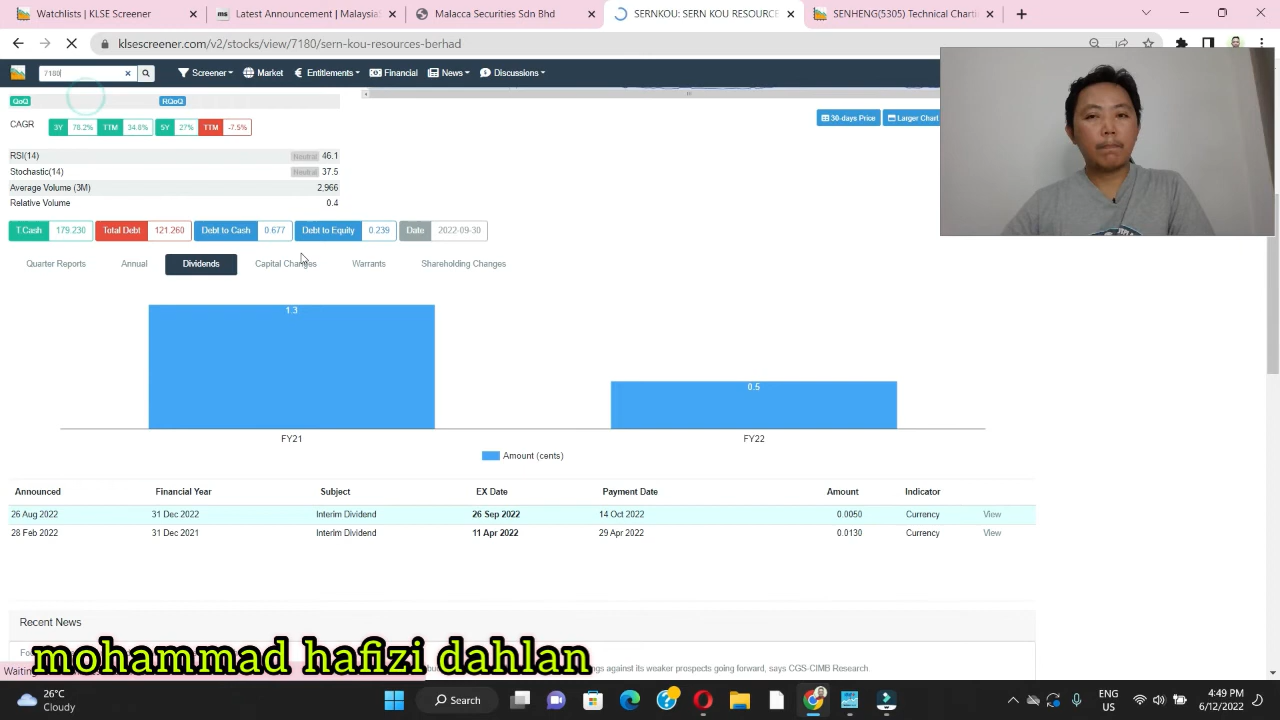 Watchlists | KLSE Screener
Latest Announcement | Malaysia
Malacca Securities Sdn Bhd
SERNKOU: SERN KOU RESOURCE
SENHENG(5305) Technical Charti
klsescreener.com/v2/stocks/view/7180/sern-kou-resources-berhad
7180
Screener
Market
Entitlements
Financial
News
Discussions
QoQ
RQoQ
CAGR 3Y 78.2% TTM 34.8% 5Y 27% TTM -7.5%
30-days Price
Larger Chart
RSI(14) Neutral 46.1
Stochastic(14) Neutral 37.5
Average Volume (3M) 2,966
Relative Volume 0.4
T.Cash 179.230 Total Debt 121.260 Debt to Cash 0.677 Debt to Equity 0.239 Date 2022-09-30
Quarter Reports Annual Dividends Capital Changes Warrants Shareholding Changes
1.3
0.5
FY21 FY22
Amount (cents)
Announced Financial Year Subject EX Date Payment Date Amount Indicator
26 Aug 2022 31 Dec 2022 Interim Dividend 26 Sep 2022 14 Oct 2022 0.0050 Currency View
28 Feb 2022 31 Dec 2021 Interim Dividend 11 Apr 2022 29 Apr 2022 0.0130 Currency View
Recent News
mohammad hafizi dahlan
against its weaker prospects going forward, says CGS-CIMB Research.
26°C
Cloudy
Search
ENG
US
4:49 PM
6/12/2022